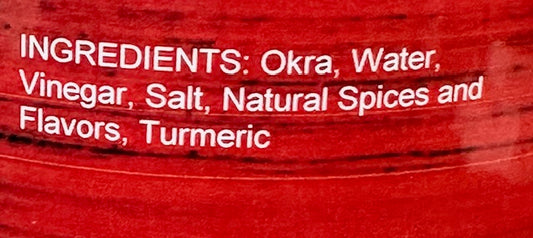 INGREDIENTS: Okra, Water,
Vinegar, Salt, Natural Spices and
Flavors, Turmeric